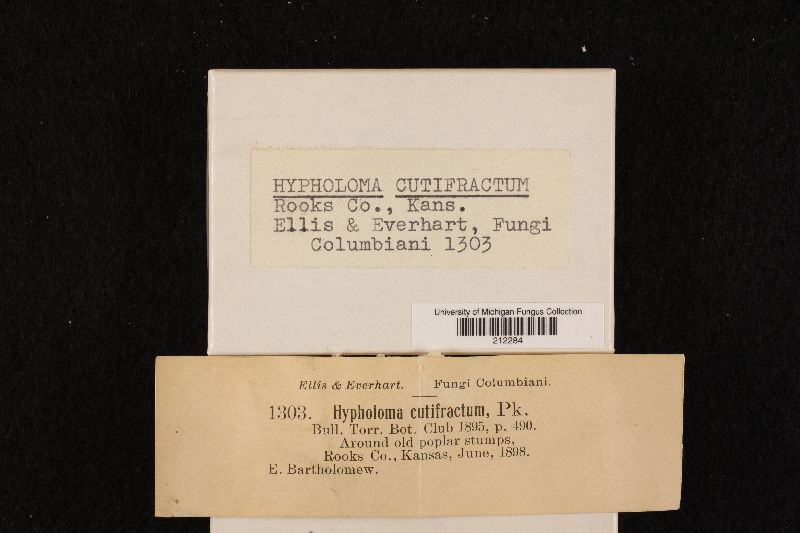 HYPHOLOMA CUTIFRACTUM
Rooks Co., Kans.
Ellis & Everhart, Fungi
Columbiani 1303
University of Michigan Fungus Collection
212284
Ellis & Everhart. Fungi Columbiani.
1303. Hypholoma cutifractum, Pk.
Bull. Torr. Bot. Club 1895, p. 490.
Around old poplar stumps,
Rooks Co., Kansas, June, 1898.
E. Bartholomew.